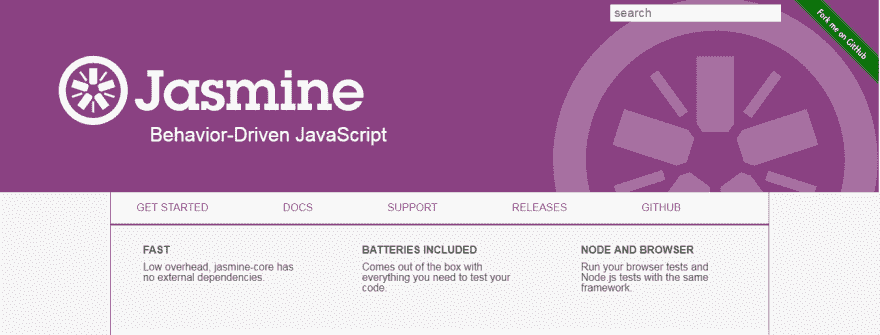 search
Fork me on GitHub
Jasmine
Behavior-Driven JavaScript
GET STARTED DOCS SUPPORT RELEASES GITHUB
FAST
Low overhead, jasmine-core has
no external dependencies.
BATTERIES INCLUDED
Comes out of the box with
everything you need to test your
code.
NODE AND BROWSER
Run your browser tests and
Node.js tests with the same
framework.